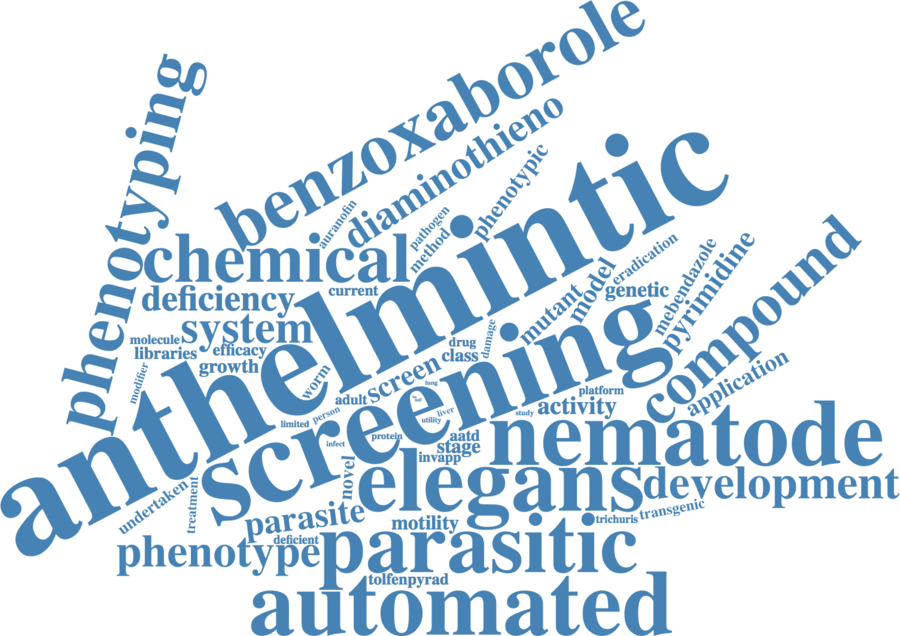 benzoxaborole
phenotyping
diaminothieno
anthelmintic
phenotypic
auranofin
pathogen
method
chemical
compound
eradication
mebendazole
pyrimidine
model
mutant
genetic
current
deficiency
system
molecule
libraries
efficacy
growth
modifier
worm
drug
class
damage
screen
screening
adult
lung
platform
application
activity
study
liver
utility
limited
person
infect
protein
aatd
stage
invapp
nematode
elegans
development
novel
undertaken
treatment
parasite
motility
trichuris
transgenic
deficient
phenotype
parasitic
tolfenpyrad
automated